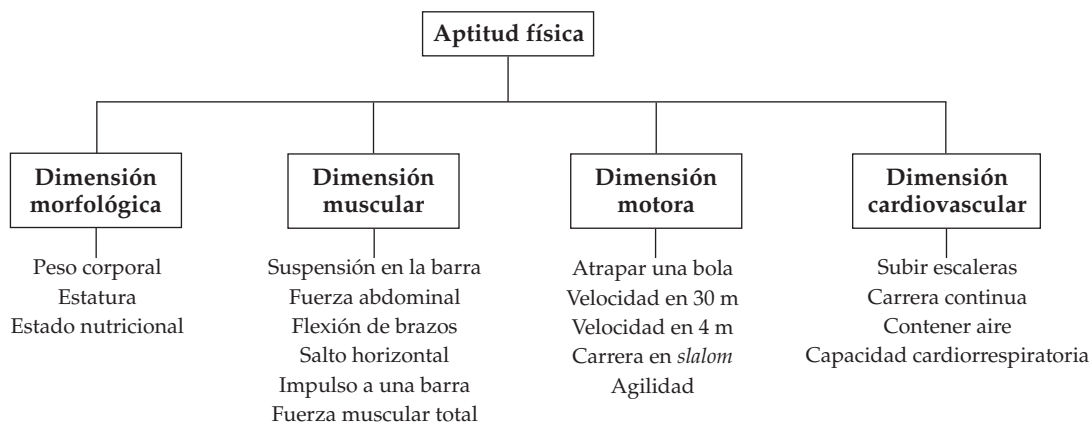 Aptitud física
Dimensión
morfológica
Peso corporal
Estatura
Estado nutricional
Dimensión
muscular
Suspensión en la barra
Fuerza abdominal
Flexión de brazos
Salto horizontal
Impulso a una barra
Fuerza muscular total
Dimensión
motora
Atrapar una bola
Velocidad en 30 m
Velocidad en 4 m
Carrera en slalom
Agilidad
Dimensión
cardiovascular
Subir escaleras
Carrera continua
Contener aire
Capacidad cardiorrespiratoria